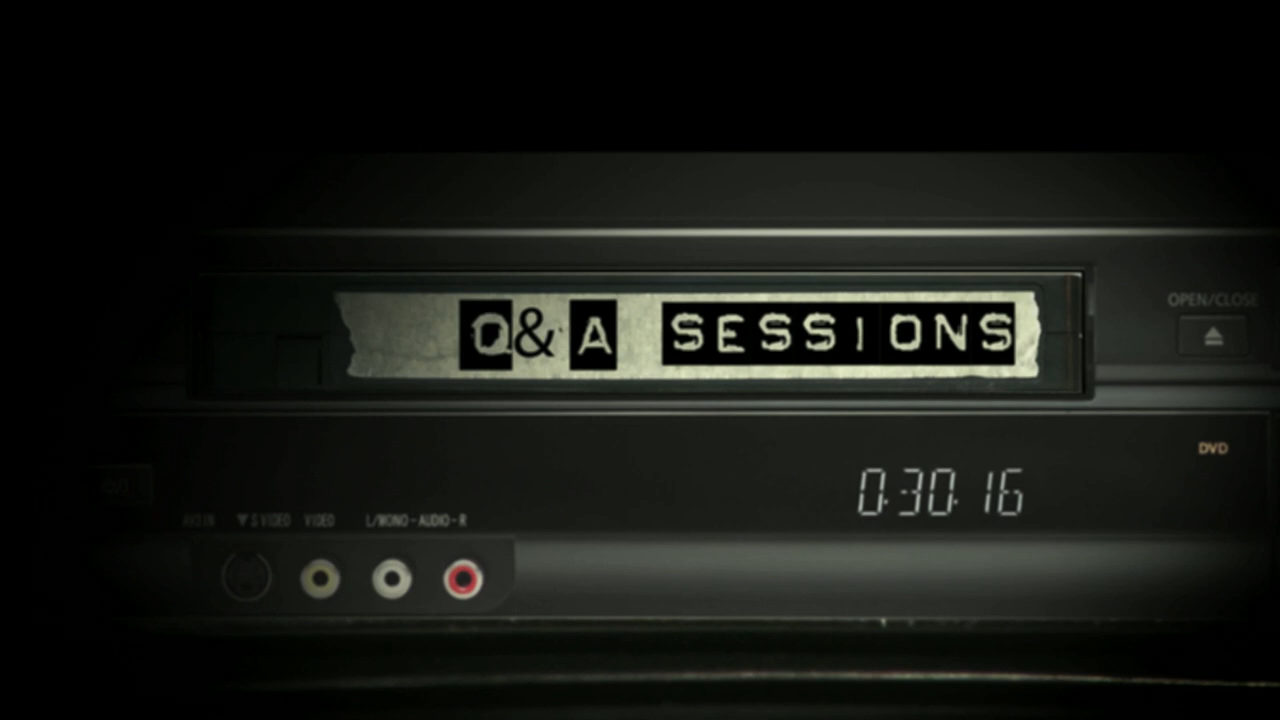 Q& A SESSIONS
OPEN/CLOSE
DVD
0:30 16
S VIDEO VIDEO L/MONO-AUDIO-R